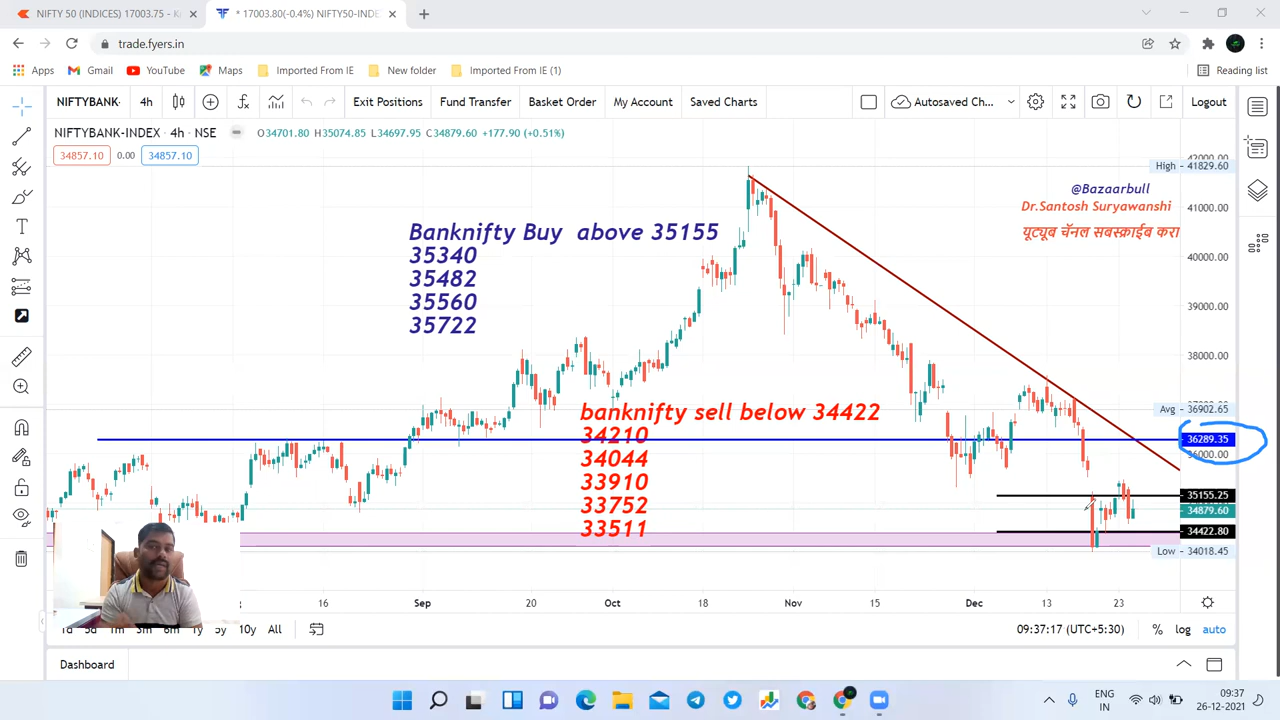 NIFTY 50 (INDICES) 17003.75 - K
* 17003.80(-0.4%) NIFTY50-INDE
trade.fyers.in
Apps
Gmail
YouTube
Maps
Imported From IE
New folder
Imported From IE (1)
Reading list
NIFTYBANK-
4h
Exit Positions
Fund Transfer
Basket Order
My Account
Saved Charts
Autosaved Ch...
Logout
NIFTYBANK-INDEX · 4h · NSE
O34701.80 H35074.85 L34697.95 C34879.60 +177.90 (+0.51%)
34857.10
0.00
34857.10
42000.00
High
41829.60
@Bazaarbull
Dr.Santosh Suryawanshi
यूट्यूब चॅनल सबस्क्राईब करा
41000.00
40000.00
39000.00
38000.00
Banknifty Buy above 35155
35340
35482
35560
35722
Avg
36902.65
36289.35
36000.00
banknifty sell below 34422
34210
34044
33910
33752
33511
35155.25
34879.60
34422.80
Low
34018.45
16
Sep
20
Oct
18
Nov
15
Dec
13
23
1d
5d
1m
3m
6m
1y
5y
10y
All
09:37:17 (UTC+5:30)
%
log
auto
Dashboard
ENG
IN
09:37
26-12-2021